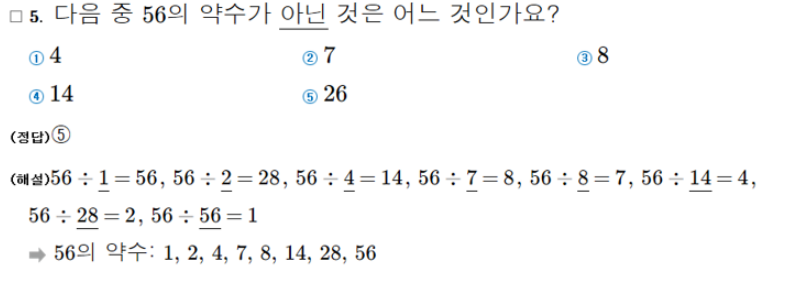 □ 5. 다음 중 56의 약수가 아닌 것은 어느 것인가요?
① 4 ② 7 ③ 8
④ 14 ⑤ 26
(정답)⑤
(해설)56 ÷ 1 = 56, 56 ÷ 2 = 28, 56 ÷ 4 = 14, 56 ÷ 7 = 8, 56 ÷ 8 = 7, 56 ÷ 14 = 4,
56 ÷ 28 = 2, 56 ÷ 56 = 1
➡ 56의 약수: 1, 2, 4, 7, 8, 14, 28, 56